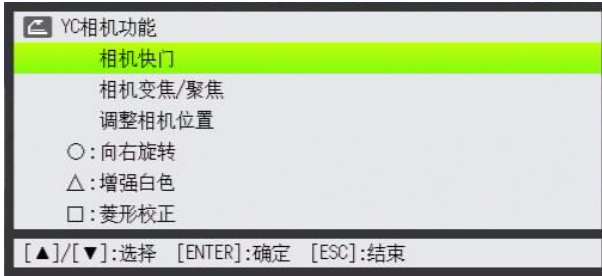 YC相机功能
相机快门
相机变焦/聚焦
调整相机位置
○:向右旋转
△:增强白色
□:菱形校正
[▲]/[▼]:选择 [ENTER]:确定 [ESC]:结束